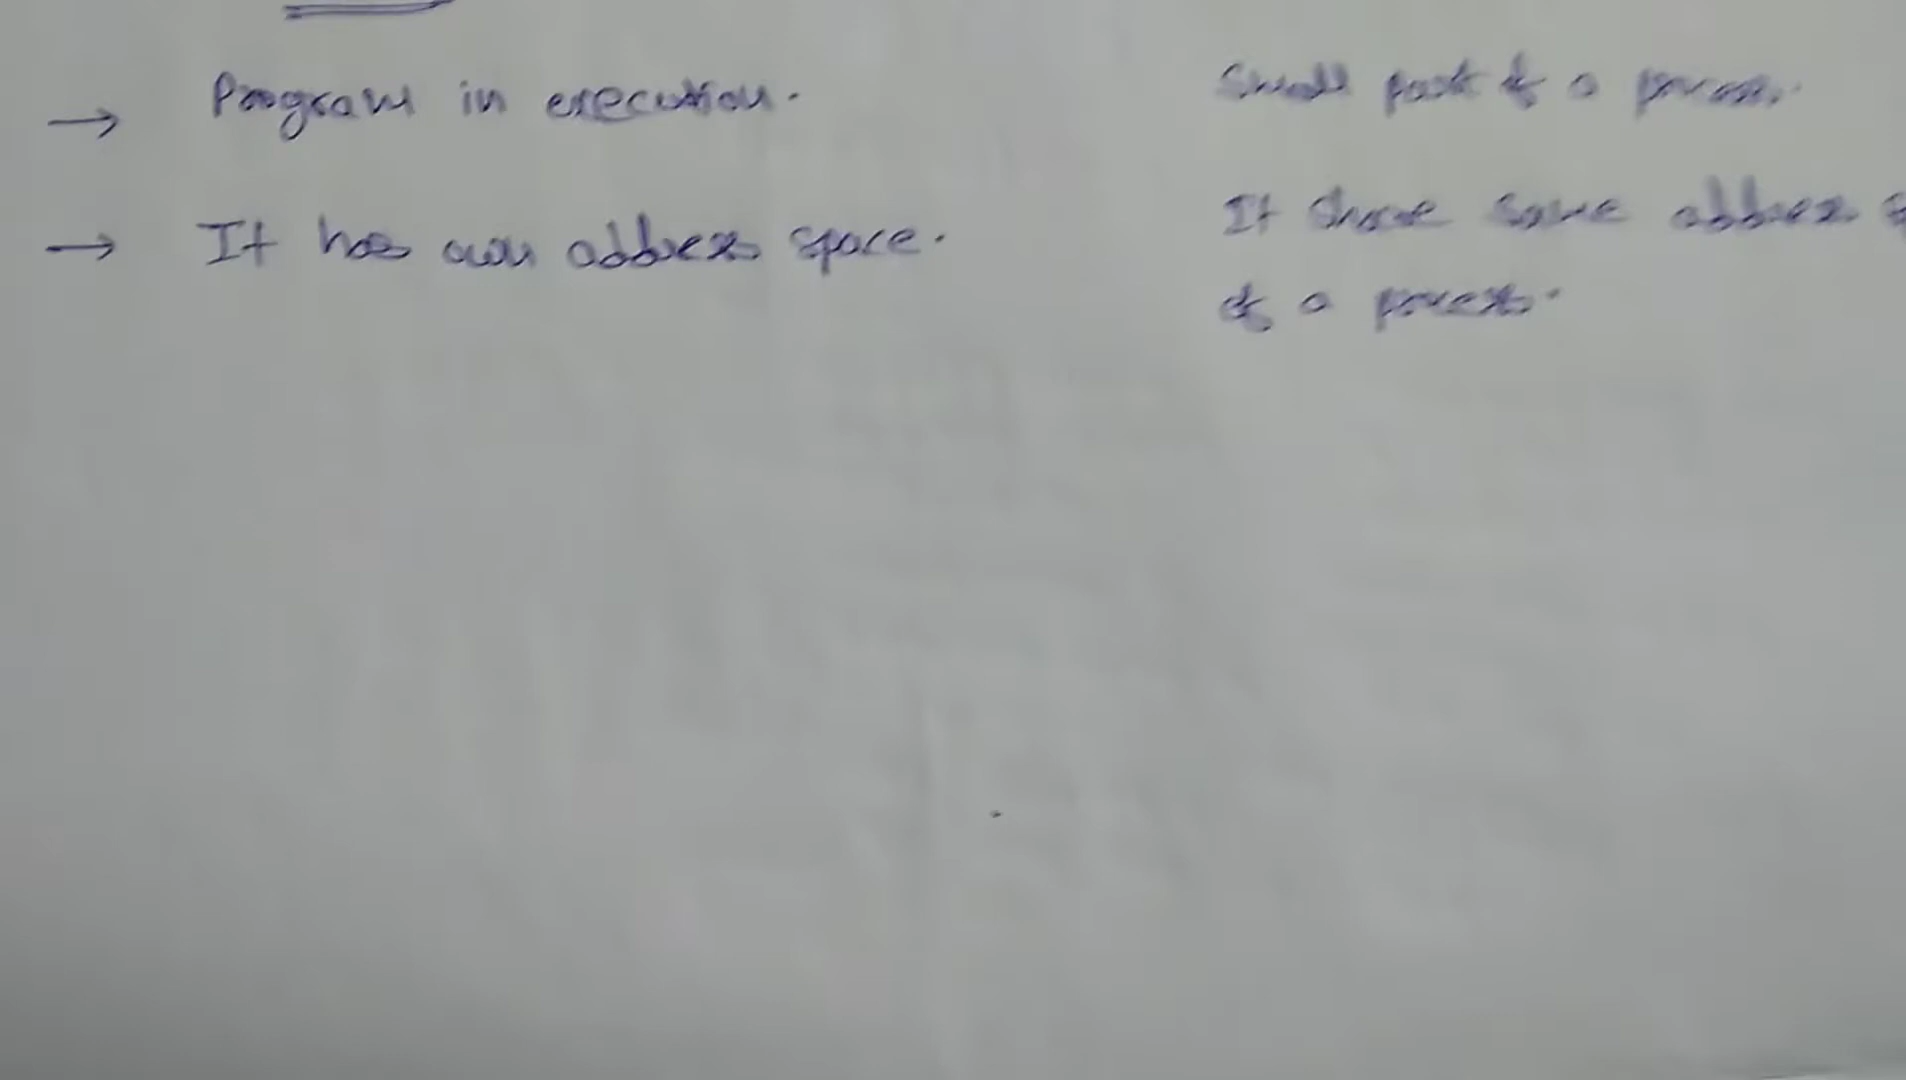 → Program in execution.
Small part of a process.
→ It has own address space.
It share same address
of a process.